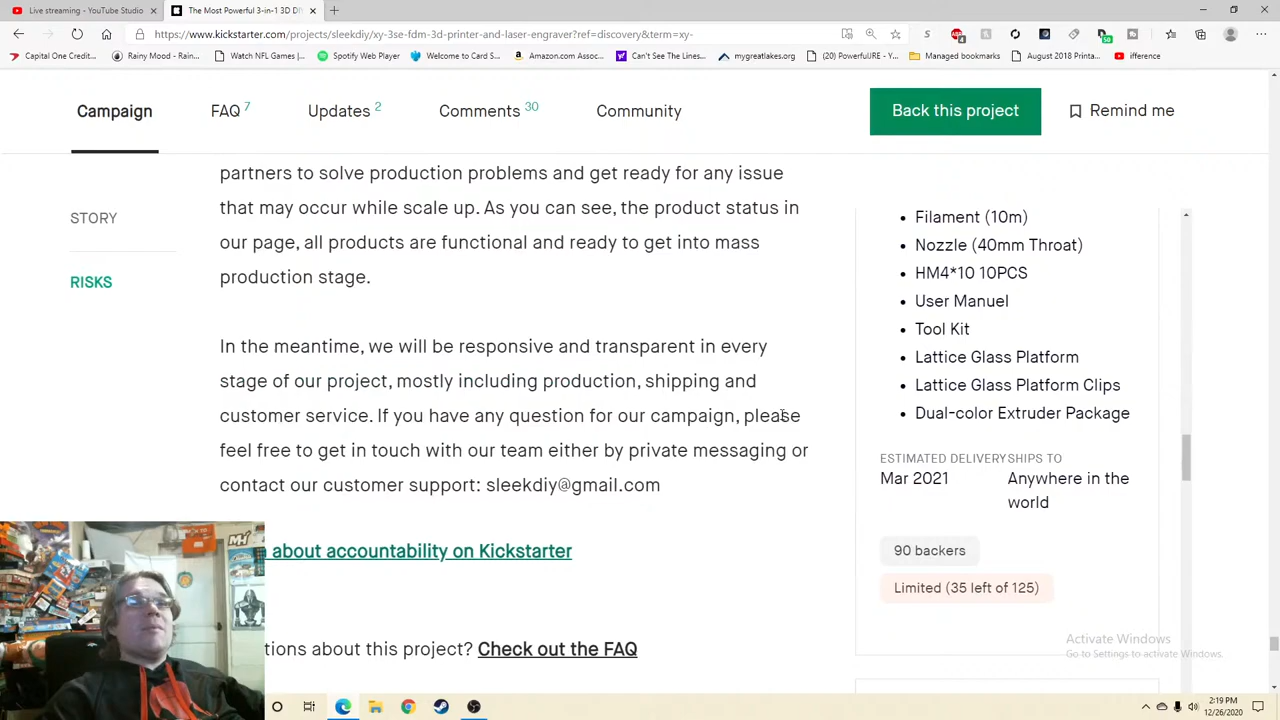 Live streaming - YouTube Studio
The Most Powerful 3-in-1 3D D
https://www.kickstarter.com/projects/sleekdiy/xy-3se-fdm-3d-printer-and-laser-engraver?ref=discovery&term=xy-
Capital One Credit...
Rainy Mood - Rain...
Watch NFL Games |...
Spotify Web Player
Welcome to Card S...
Amazon.com Assoc...
Can't See The Lines...
mygreatlakes.org
(20) PowerfulJRE - Y...
Managed bookmarks
August 2018 Printa...
ifference
Campaign
FAQ 7
Updates 2
Comments 30
Community
Back this project
Remind me
STORY
RISKS
partners to solve production problems and get ready for any issue
that may occur while scale up. As you can see, the product status in
our page, all products are functional and ready to get into mass
production stage.
In the meantime, we will be responsive and transparent in every
stage of our project, mostly including production, shipping and
customer service. If you have any question for our campaign, please
feel free to get in touch with our team either by private messaging or
contact our customer support: sleekdiy@gmail.com
about accountability on Kickstarter
tions about this project? Check out the FAQ
Filament (10m)
Nozzle (40mm Throat)
HM4*10 10PCS
User Manuel
Tool Kit
Lattice Glass Platform
Lattice Glass Platform Clips
Dual-color Extruder Package
ESTIMATED DELIVERY
Mar 2021
SHIPS TO
Anywhere in the
world
90 backers
Limited (35 left of 125)
Activate Windows
Go to Settings to activate Windows.
2:19 PM
12/26/2020